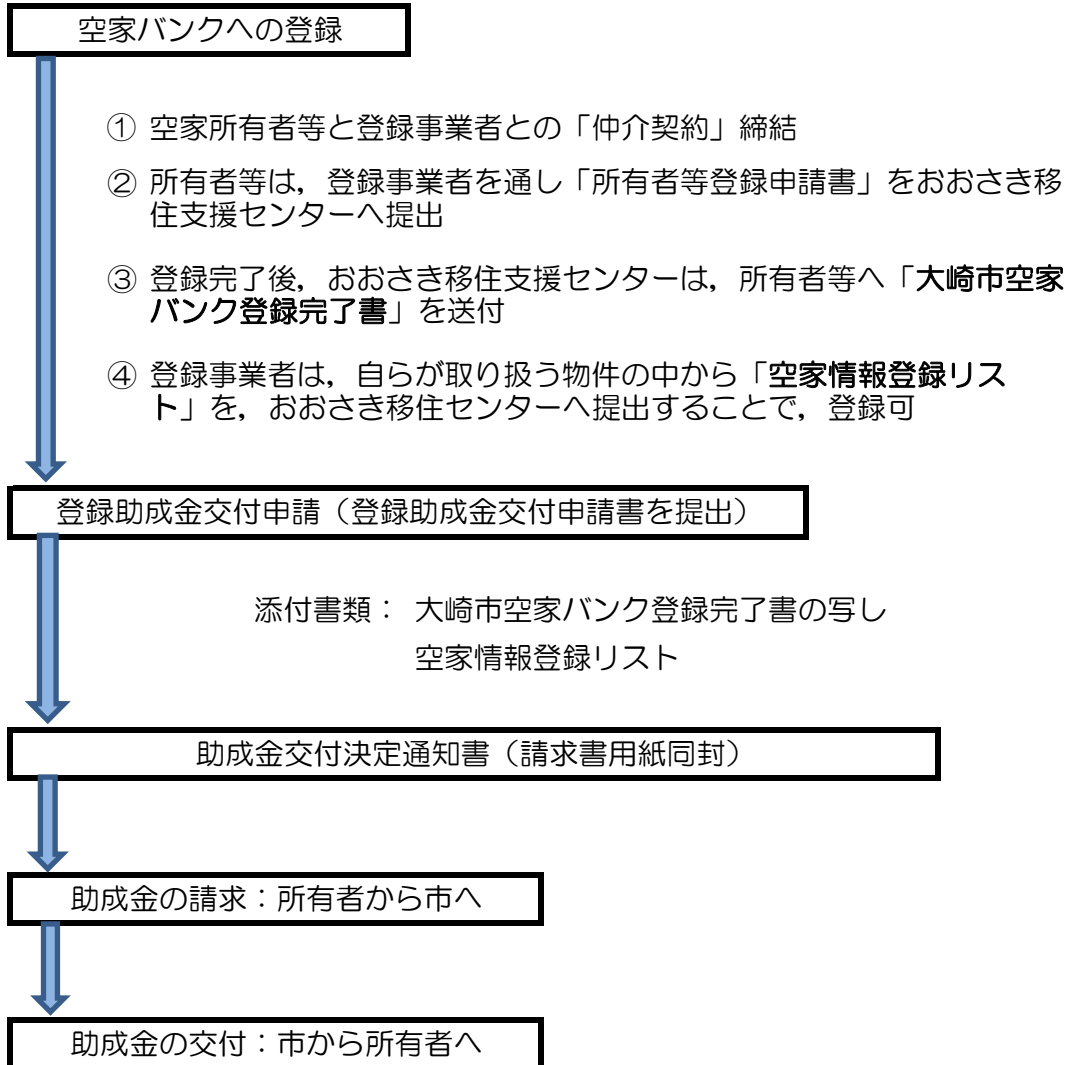 空家バンクへの登録
① 空家所有者等と登録事業者との「仲介契約」締結
② 所有者等は，登録事業者を通し「所有者等登録申請書」をおおさき移
住支援センターへ提出
③ 登録完了後，おおさき移住支援センターは，所有者等へ「大崎市空家
バンク登録完了書」を送付
④ 登録事業者は，自らが取り扱う物件の中から「空家情報登録リス
ト」を，おおさき移住センターへ提出することで，登録可
登録助成金交付申請（登録助成金交付申請書を提出）
添付書類： 大崎市空家バンク登録完了書の写し
空家情報登録リスト
助成金交付決定通知書（請求書用紙同封）
助成金の請求：所有者から市へ
助成金の交付：市から所有者へ